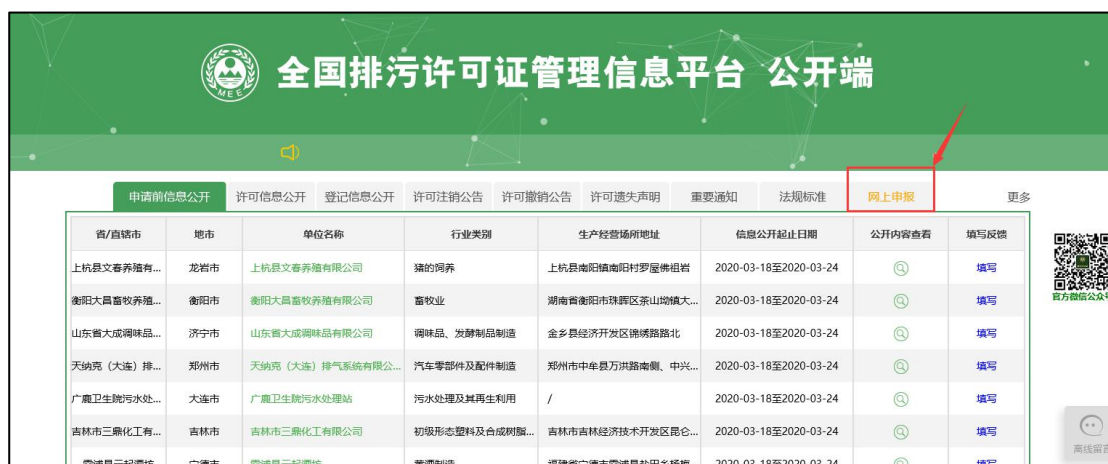 全国排污许可证管理信息平台 公开端
MEE
申请前信息公开 许可信息公开 登记信息公开 许可注销公告 许可撤销公告 许可遗失声明 重要通知 法规标准 网上申报 更多
省/直辖市 地市 单位名称 行业类别 生产经营场所地址 信息公开起止日期 公开内容查看 填写反馈
上杭县文春养殖有... 龙岩市 上杭县文春养殖有限公司 猪的饲养 上杭县南阳镇南阳村罗屋佛祖岩 2020-03-18至2020-03-24 填写
衡阳大昌畜牧养殖... 衡阳市 衡阳大昌畜牧养殖有限公司 畜牧业 湖南省衡阳市珠晖区茶山坳镇大... 2020-03-18至2020-03-24 填写
山东省大成调味品... 济宁市 山东省大成调味品有限公司 调味品、发酵制品制造 金乡县经济开发区锦绣路路北 2020-03-18至2020-03-24 填写
天纳克（大连）排... 郑州市 天纳克（大连）排气系统有限公... 汽车零部件及配件制造 郑州市中牟县万洪路南侧、中兴... 2020-03-18至2020-03-24 填写
广鹿卫生院污水处... 大连市 广鹿卫生院污水处理站 污水处理及其再生利用 / 2020-03-18至2020-03-24 填写
吉林市三鼎化工有... 吉林市 吉林市三鼎化工有限公司 初级形态塑料及合成树脂... 吉林市吉林经济技术开发区昆仑... 2020-03-18至2020-03-24 填写
官方微信公众号
离线留言